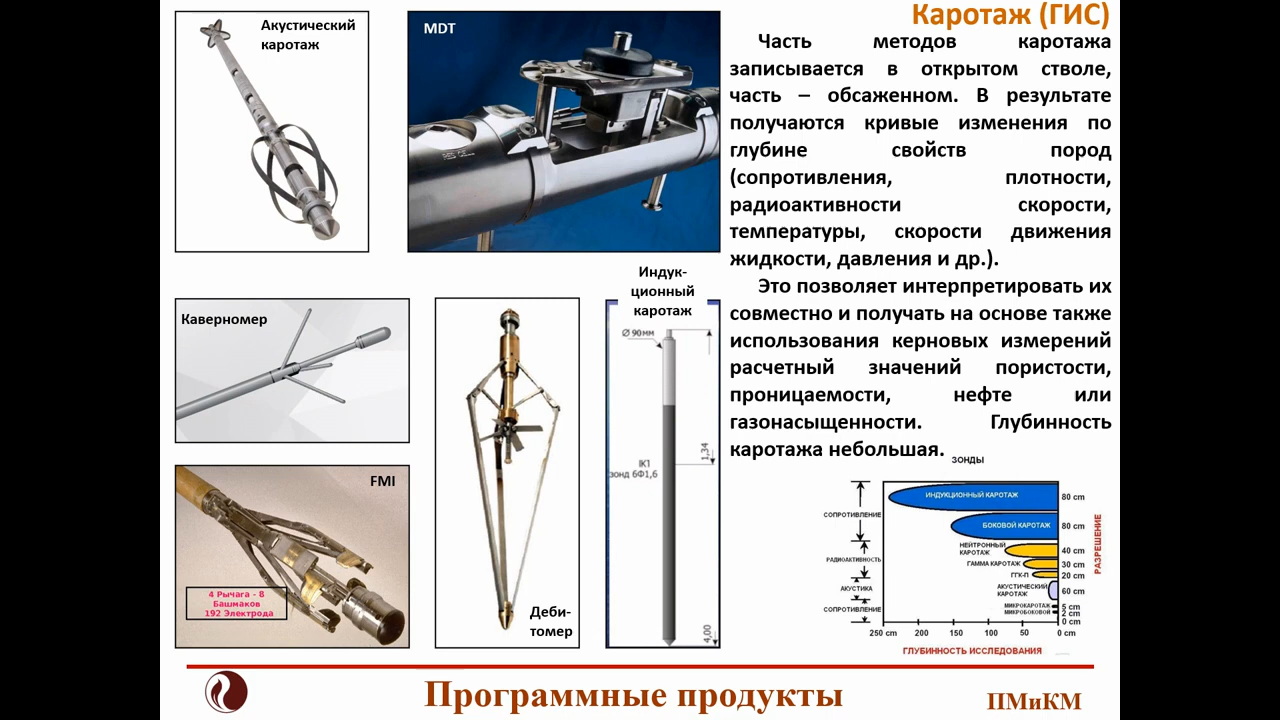 Каротаж (ГИС)
Акустический
каротаж
MDT
Часть методов каротажа
записывается в открытом стволе,
часть – обсаженном. В результате
получаются кривые изменения по
глубине свойств пород
(сопротивления, плотности,
радиоактивности скорости,
температуры, скорости движения
жидкости, давления и др.).
Это позволяет интерпретировать их
совместно и получать на основе также
использования керновых измерений
расчетный значений пористости,
проницаемости, нефте или
газонасыщенности. Глубинность
каротажа небольшая.
Каверномер
FMI
4 Рычага - 8
Башмаков
192 Электрода
Деби-
томер
Индук-
ционный
каротаж
Ø 90мм
1,34
зонд 6Ф1,6
4,00
ЗОНДЫ
СОПРОТИВЛЕНИЕ
РАДИОАКТИВНОСТЬ
АКУСТИКА
СОПРОТИВЛЕНИЕ
ИНДУКЦИОННЫЙ КАРОТАЖ
БОКОВОЙ КАРОТАЖ
НЕЙТРОННЫЙ
КАРОТАЖ
ГАММА КАРОТАЖ
ГГК-П
АКУСТИЧЕСКИЙ
КАРОТАЖ
МИКРОКАРОТАЖ
МИКРОБОКОВОЙ
80 cm
80 cm
40 cm
30 cm
20 cm
60 cm
5 cm
2 cm
0 cm
РАЗРЕШЕНИЕ
250 cm 200 150 100 50 0 cm
ГЛУБИННОСТЬ ИССЛЕДОВАНИЯ
Программные продукты
ПМиКМ